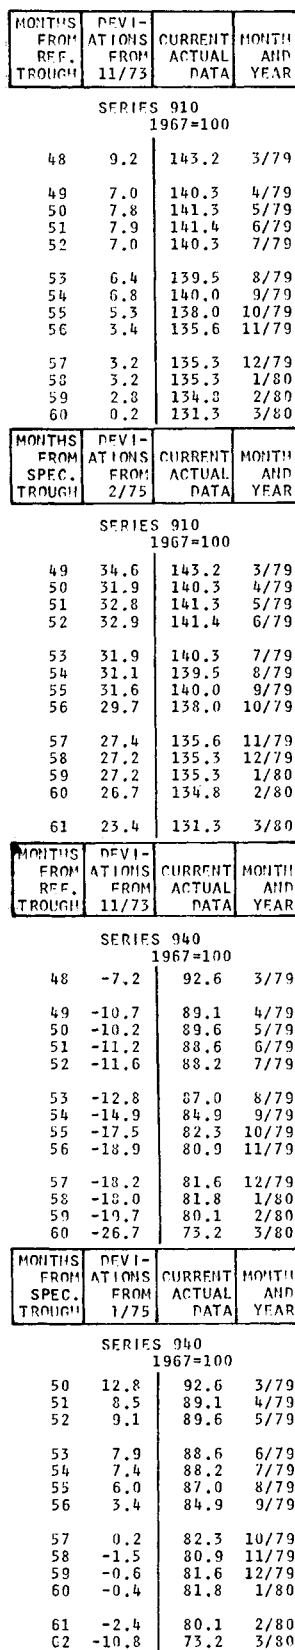 MONTHS DEVI-
FROM ATIONS CURRENT MONTH
REF. FROM ACTUAL AND
TROUGH 11/73 DATA YEAR
SERIES 910
1967=100
48 9.2 143.2 3/79
49 7.0 140.3 4/79
50 7.8 141.3 5/79
51 7.9 141.4 6/79
52 7.0 140.3 7/79
53 6.4 139.5 8/79
54 6.8 140.0 9/79
55 5.3 138.0 10/79
56 3.4 135.6 11/79
57 3.2 135.3 12/79
58 3.2 135.3 1/80
59 2.8 134.8 2/80
60 0.2 131.3 3/80
MONTHS DEVI-
FROM ATIONS CURRENT MONTH
SPEC. FROM ACTUAL AND
TROUGH 2/75 DATA YEAR
SERIES 910
1967=100
49 34.6 143.2 3/79
50 31.9 140.3 4/79
51 32.8 141.3 5/79
52 32.9 141.4 6/79
53 31.9 140.3 7/79
54 31.1 139.5 8/79
55 31.6 140.0 9/79
56 29.7 138.0 10/79
57 27.4 135.6 11/79
58 27.2 135.3 12/79
59 27.2 135.3 1/80
60 26.7 134.8 2/80
61 23.4 131.3 3/80
MONTHS DEVI-
FROM ATIONS CURRENT MONTH
REF. FROM ACTUAL AND
TROUGH 11/73 DATA YEAR
SERIES 940
1967=100
48 -7.2 92.6 3/79
49 -10.7 89.1 4/79
50 -10.2 89.6 5/79
51 -11.2 88.6 6/79
52 -11.6 88.2 7/79
53 -12.8 87.0 8/79
54 -14.9 84.9 9/79
55 -17.5 82.3 10/79
56 -18.9 80.9 11/79
57 -18.2 81.6 12/79
58 -18.0 81.8 1/80
59 -19.7 80.1 2/80
60 -26.7 73.2 3/80
MONTHS DEVI-
FROM ATIONS CURRENT MONTH
SPEC. FROM ACTUAL AND
TROUGH 1/75 DATA YEAR
SERIES 940
1967=100
50 12.8 92.6 3/79
51 8.5 89.1 4/79
52 9.1 89.6 5/79
53 7.9 88.6 6/79
54 7.4 88.2 7/79
55 6.0 87.0 8/79
56 3.4 84.9 9/79
57 0.2 82.3 10/79
58 -1.5 80.9 11/79
59 -0.6 81.6 12/79
60 -0.4 81.8 1/80
61 -2.4 80.1 2/80
62 -10.8 73.2 3/80